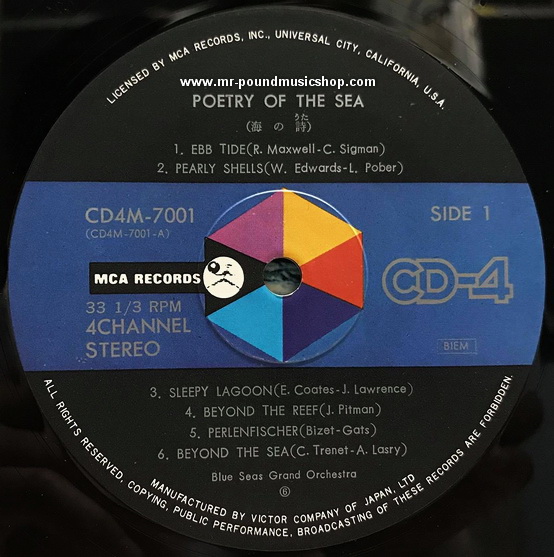 LICENSED BY MCA RECORDS, INC., UNIVERSAL CITY, CALIFORNIA, U.S.A.
www.mr-poundmusicshop.com
POETRY OF THE SEA
うた
(海の詩)
1. EBB TIDE(R. Maxwell-C. Sigman)
2. PEARLY SHELLS(W. Edwards-L. Pober)
CD4M-7001
(CD4M-7001-A)
SIDE 1
MCA RECORDS
CD-4
33 1/3 RPM
4CHANNEL
STEREO
BIEM
3. SLEEPY LAGOON(E. Coates-J. Lawrence)
4. BEYOND THE REEF(J. Pitman)
5. PERLENFISCHER(Bizet-Gats)
6. BEYOND THE SEA(C. Trenet-A. Lasry)
Blue Seas Grand Orchestra
⑥
MANUFACTURED BY VICTOR COMPANY OF JAPAN, LTD
ALL RIGHTS RESERVED, COPYING, PUBLIC PERFORMANCE, BROADCASTING OF THESE RECORDS ARE FORBIDDEN.